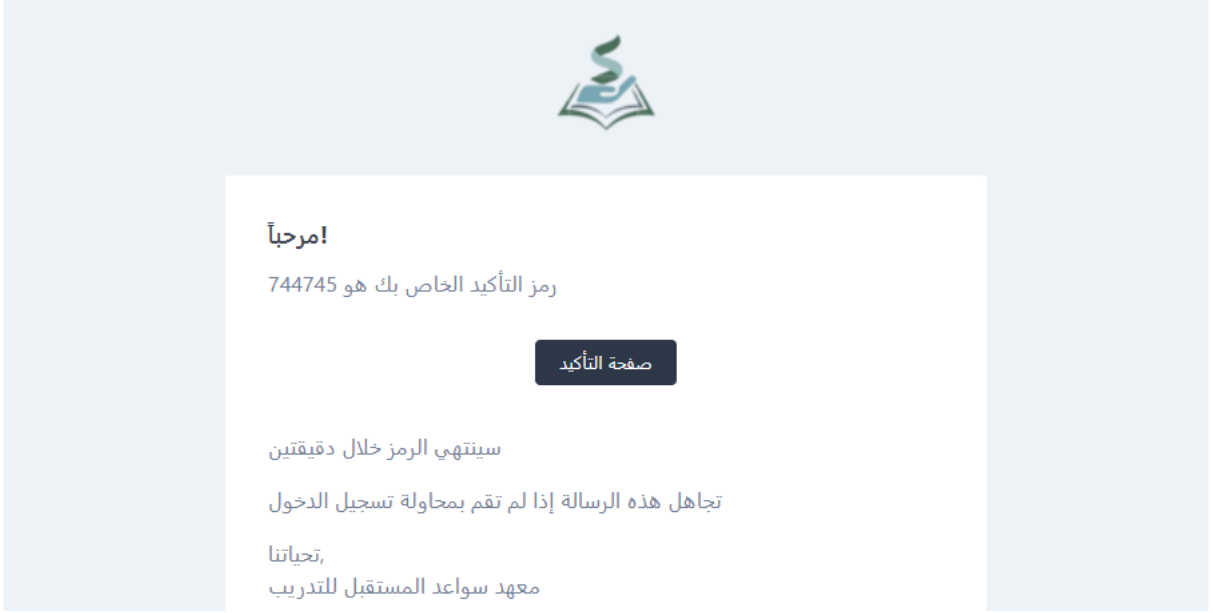 مرحباً!
رمز التأكيد الخاص بك هو 744745
صفحة التأكيد
سينتهي الرمز خلال دقيقتين
تجاهل هذه الرسالة إذا لم تقم بمحاولة تسجيل الدخول
تحياتنا,
معهد سواعد المستقبل للتدريب